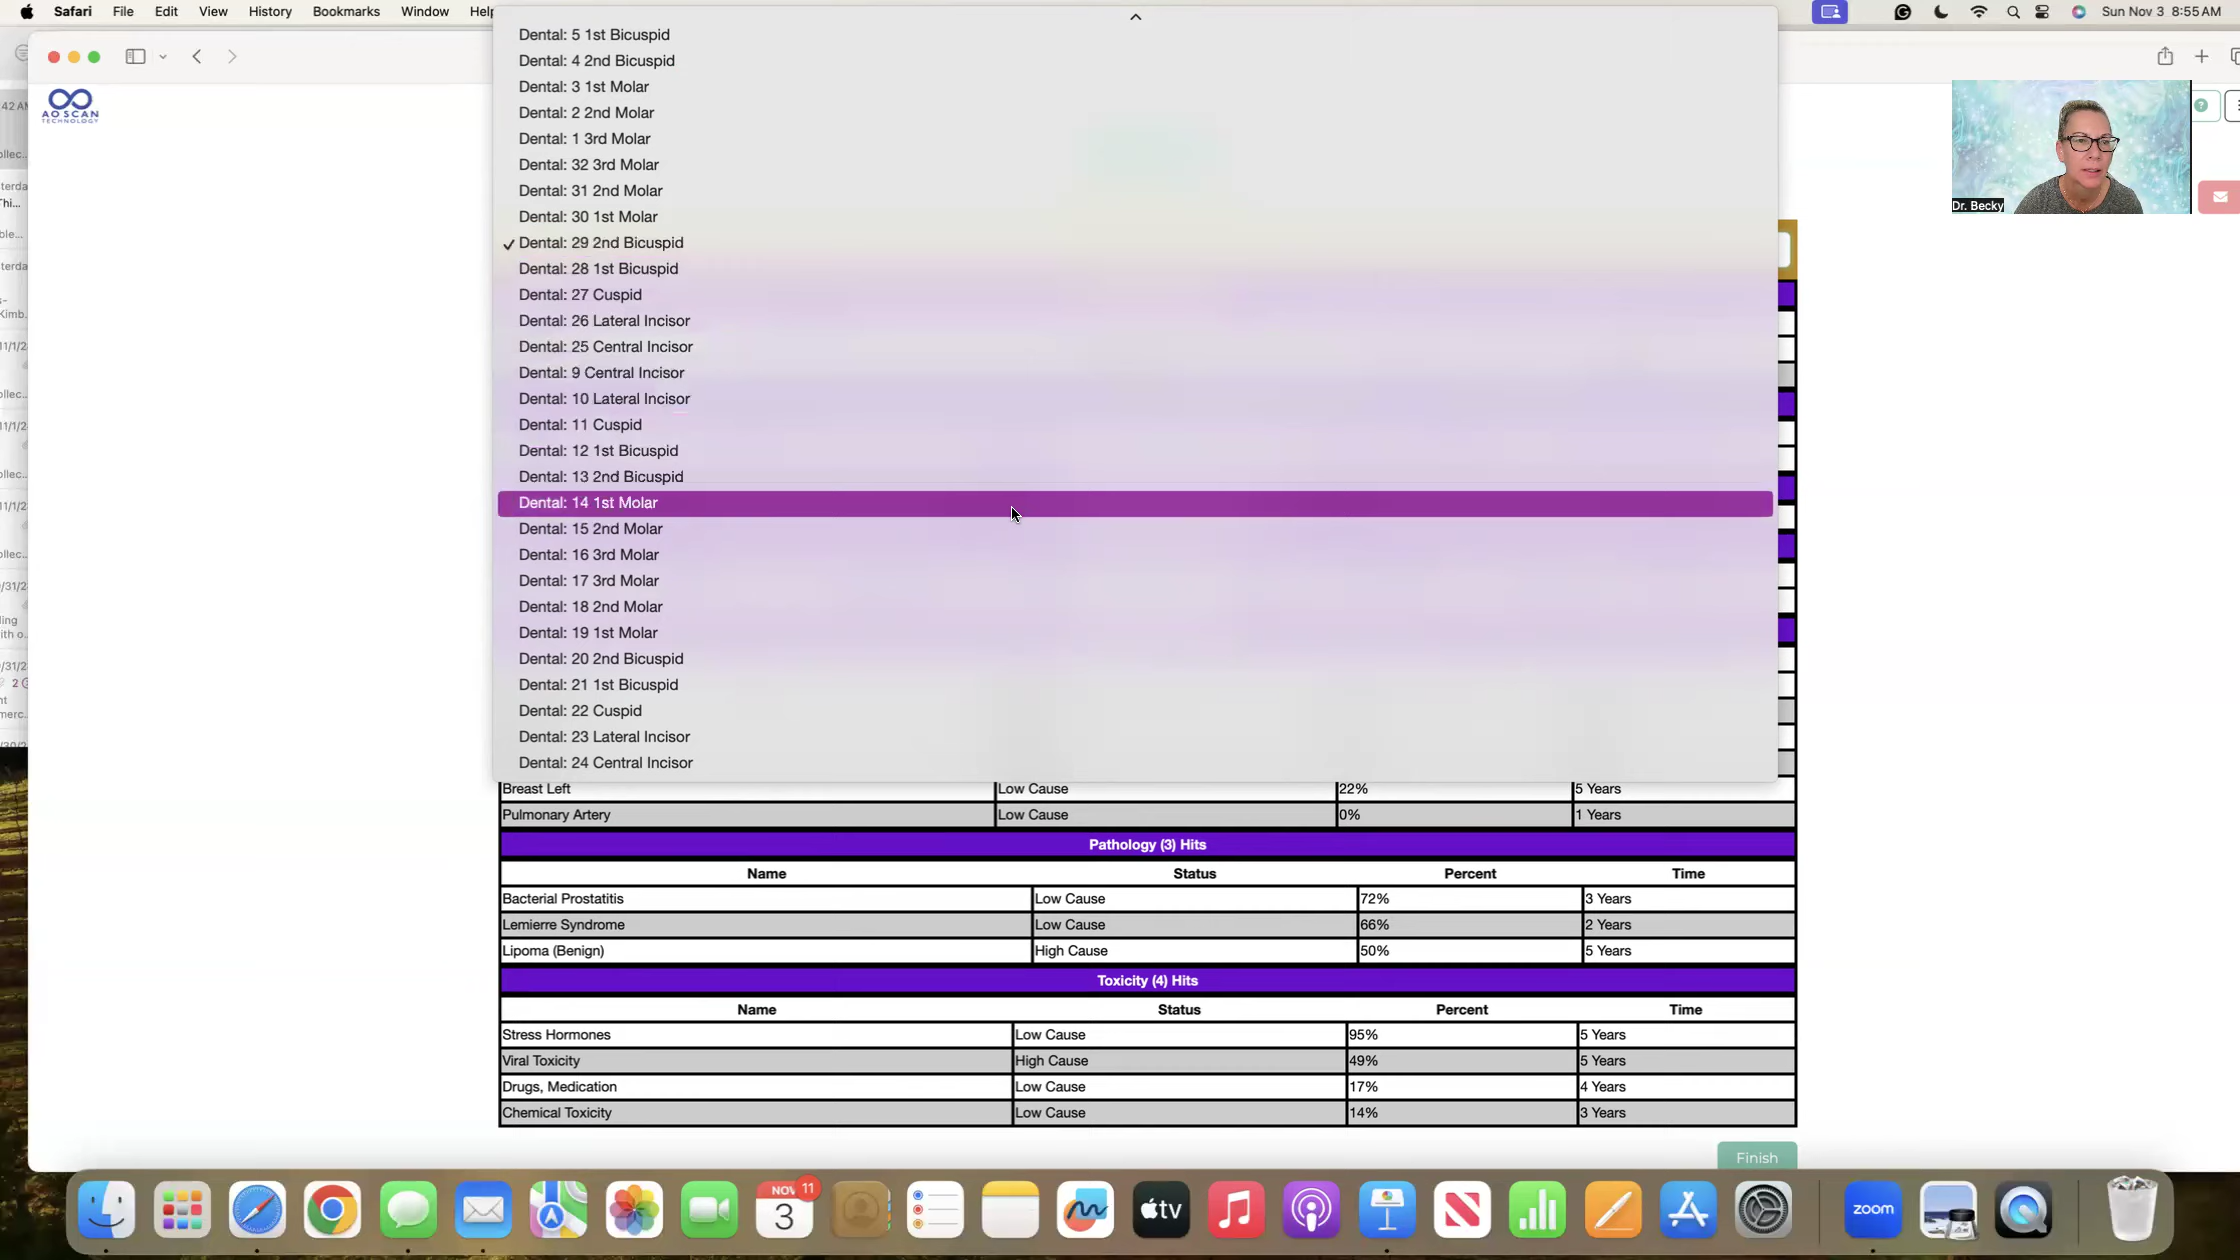 Safari File Edit View History Bookmarks Window Help
Sun Nov 3 8:55 AM
AO SCAN
TECHNOLOGY
Dr. Becky
Dental: 5 1st Bicuspid
Dental: 4 2nd Bicuspid
Dental: 3 1st Molar
Dental: 2 2nd Molar
Dental: 1 3rd Molar
Dental: 32 3rd Molar
Dental: 31 2nd Molar
Dental: 30 1st Molar
✓ Dental: 29 2nd Bicuspid
Dental: 28 1st Bicuspid
Dental: 27 Cuspid
Dental: 26 Lateral Incisor
Dental: 25 Central Incisor
Dental: 9 Central Incisor
Dental: 10 Lateral Incisor
Dental: 11 Cuspid
Dental: 12 1st Bicuspid
Dental: 13 2nd Bicuspid
Dental: 14 1st Molar
Dental: 15 2nd Molar
Dental: 16 3rd Molar
Dental: 17 3rd Molar
Dental: 18 2nd Molar
Dental: 19 1st Molar
Dental: 20 2nd Bicuspid
Dental: 21 1st Bicuspid
Dental: 22 Cuspid
Dental: 23 Lateral Incisor
Dental: 24 Central Incisor
Breast Left Low Cause 22% 5 Years
Pulmonary Artery Low Cause 0% 1 Years
Pathology (3) Hits
Name Status Percent Time
Bacterial Prostatitis Low Cause 72% 3 Years
Lemierre Syndrome Low Cause 66% 2 Years
Lipoma (Benign) High Cause 50% 5 Years
Toxicity (4) Hits
Name Status Percent Time
Stress Hormones Low Cause 95% 5 Years
Viral Toxicity High Cause 49% 5 Years
Drugs, Medication Low Cause 17% 4 Years
Chemical Toxicity Low Cause 14% 3 Years
Finish
NOV 11
3
tv
zoom